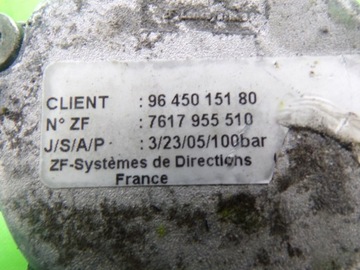 CLIENT : 96 450 151 80
N° ZF : 7617 955 510
J/S/A/P : 3/23/05/100bar
ZF-Systèmes de Directions
France